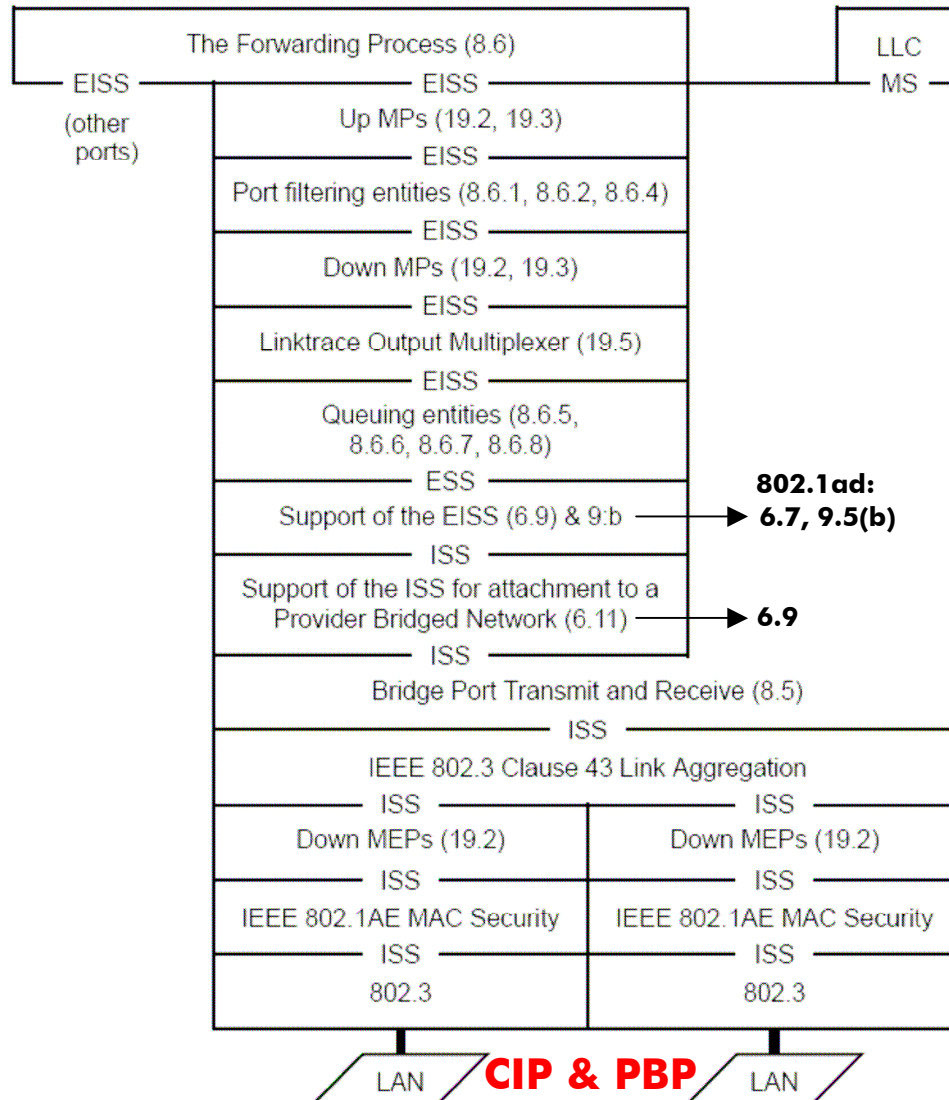 The Forwarding Process (8.6)
LLC
EISS
EISS
MS
(other
ports)
Up MPs (19.2, 19.3)
EISS
Port filtering entities (8.6.1, 8.6.2, 8.6.4)
EISS
Down MPs (19.2, 19.3)
EISS
Linktrace Output Multiplexer (19.5)
EISS
Queuing entities (8.6.5,
8.6.6, 8.6.7, 8.6.8)
ESS
802.1ad:
Support of the EISS (6.9) & 9:b
6.7, 9.5(b)
ISS
Support of the ISS for attachment to a
Provider Bridged Network (6.11)
6.9
ISS
Bridge Port Transmit and Receive (8.5)
ISS
IEEE 802.3 Clause 43 Link Aggregation
ISS
ISS
Down MEPs (19.2)
Down MEPs (19.2)
ISS
ISS
IEEE 802.1AE MAC Security
IEEE 802.1AE MAC Security
ISS
ISS
802.3
802.3
LAN
CIP & PBP
LAN